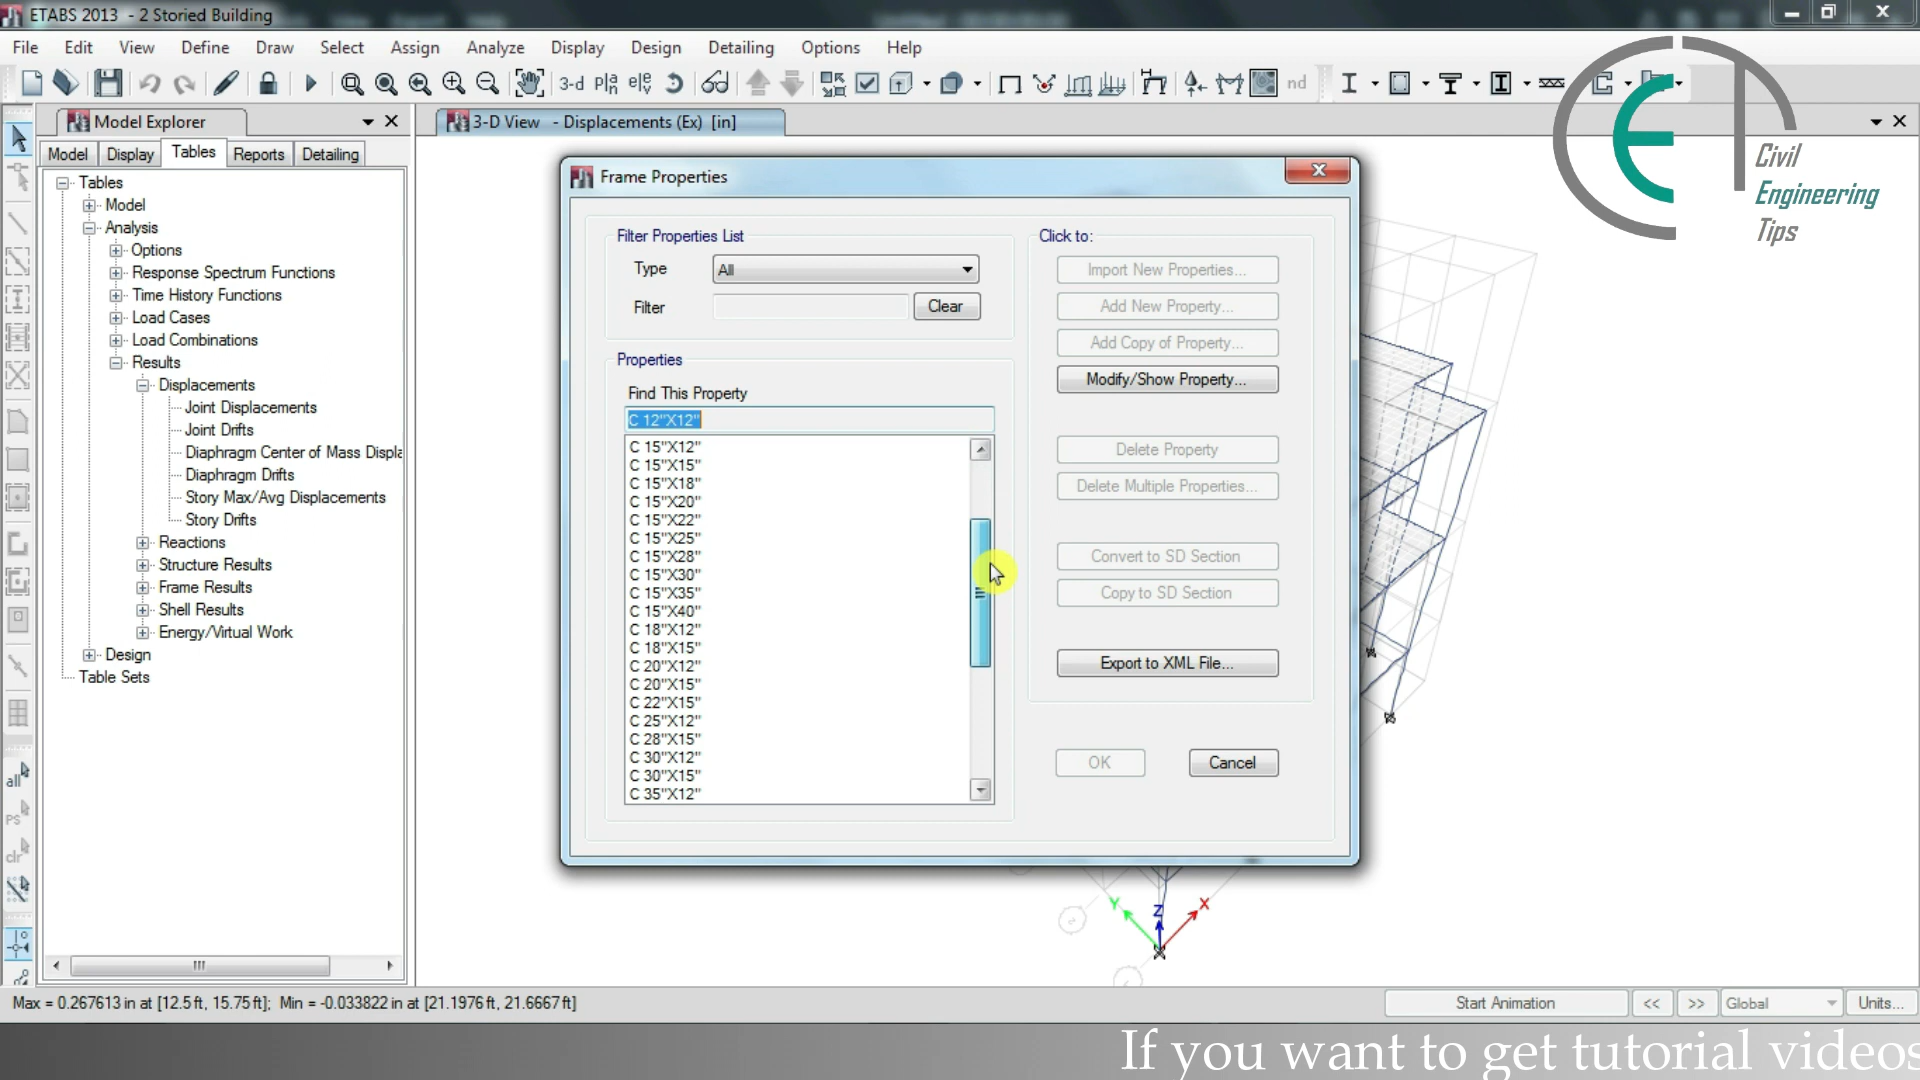 ETABS 2013 - 2 Storied Building
File Edit View Define Draw Select Assign Analyze Display Design Detailing Options Help
3-d
nd
Model Explorer
3-D View - Displacements (Ex) [in]
Model Display Tables Reports Detailing
Tables
Model
Analysis
Options
Response Spectrum Functions
Time History Functions
Load Cases
Load Combinations
Results
Displacements
Joint Displacements
Joint Drifts
Diaphragm Center of Mass Displa
Diaphragm Drifts
Story Max/Avg Displacements
Story Drifts
Reactions
Structure Results
Frame Results
Shell Results
Energy/Virtual Work
Design
Table Sets
all
ps
clr
Frame Properties
Filter Properties List
Type All
Filter Clear
Properties
Find This Property
C 12"X12"
C 15"X12"
C 15"X15"
C 15"X18"
C 15"X20"
C 15"X22"
C 15"X25"
C 15"X28"
C 15"X30"
C 15"X35"
C 15"X40"
C 18"X12"
C 18"X15"
C 20"X12"
C 20"X15"
C 22"X15"
C 25"X12"
C 28"X15"
C 30"X12"
C 30"X15"
C 35"X12"
Click to:
Import New Properties...
Add New Property...
Add Copy of Property...
Modify/Show Property...
Delete Property
Delete Multiple Properties...
Convert to SD Section
Copy to SD Section
Export to XML File...
OK Cancel
Civil
Engineering
Tips
Y Z X
Max = 0.267613 in at [12.5 ft, 15.75 ft]; Min = -0.033822 in at [21.1976 ft, 21.6667 ft]
Start Animation << >> Global Units...
If you want to get tutorial videos